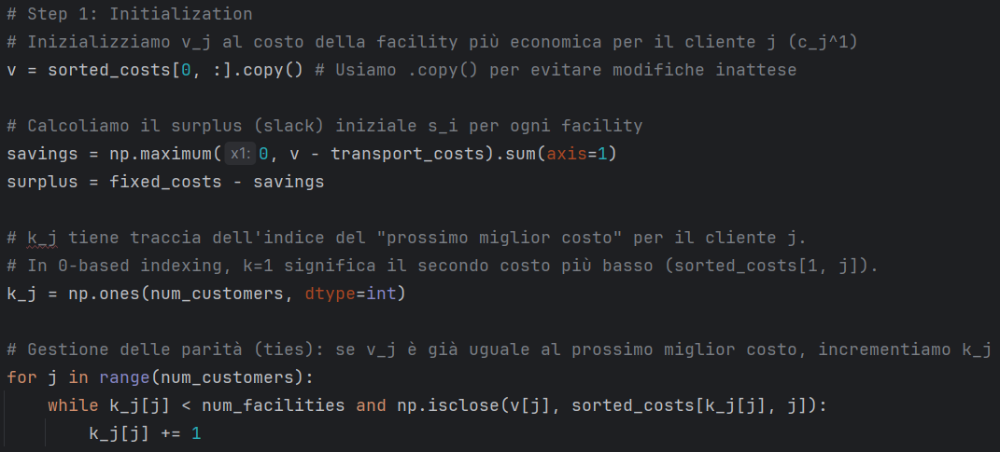 # Step 1: Initialization
# Inizializziamo v_j al costo della facility più economica per il cliente j (c_j^1)
v = sorted_costs[0, :].copy() # Usiamo .copy() per evitare modifiche inattese
# Calcoliamo il surplus (slack) iniziale s_i per ogni facility
savings = np.maximum( x1: 0, v - transport_costs).sum(axis=1)
surplus = fixed_costs - savings
# k_j tiene traccia dell'indice del "prossimo miglior costo" per il cliente j.
# In 0-based indexing, k=1 significa il secondo costo più basso (sorted_costs[1, j]).
k_j = np.ones(num_customers, dtype=int)
# Gestione delle parità (ties): se v_j è già uguale al prossimo miglior costo, incrementiamo k_j
for j in range(num_customers):
    while k_j[j] < num_facilities and np.isclose(v[j], sorted_costs[k_j[j], j]):
        k_j[j] += 1